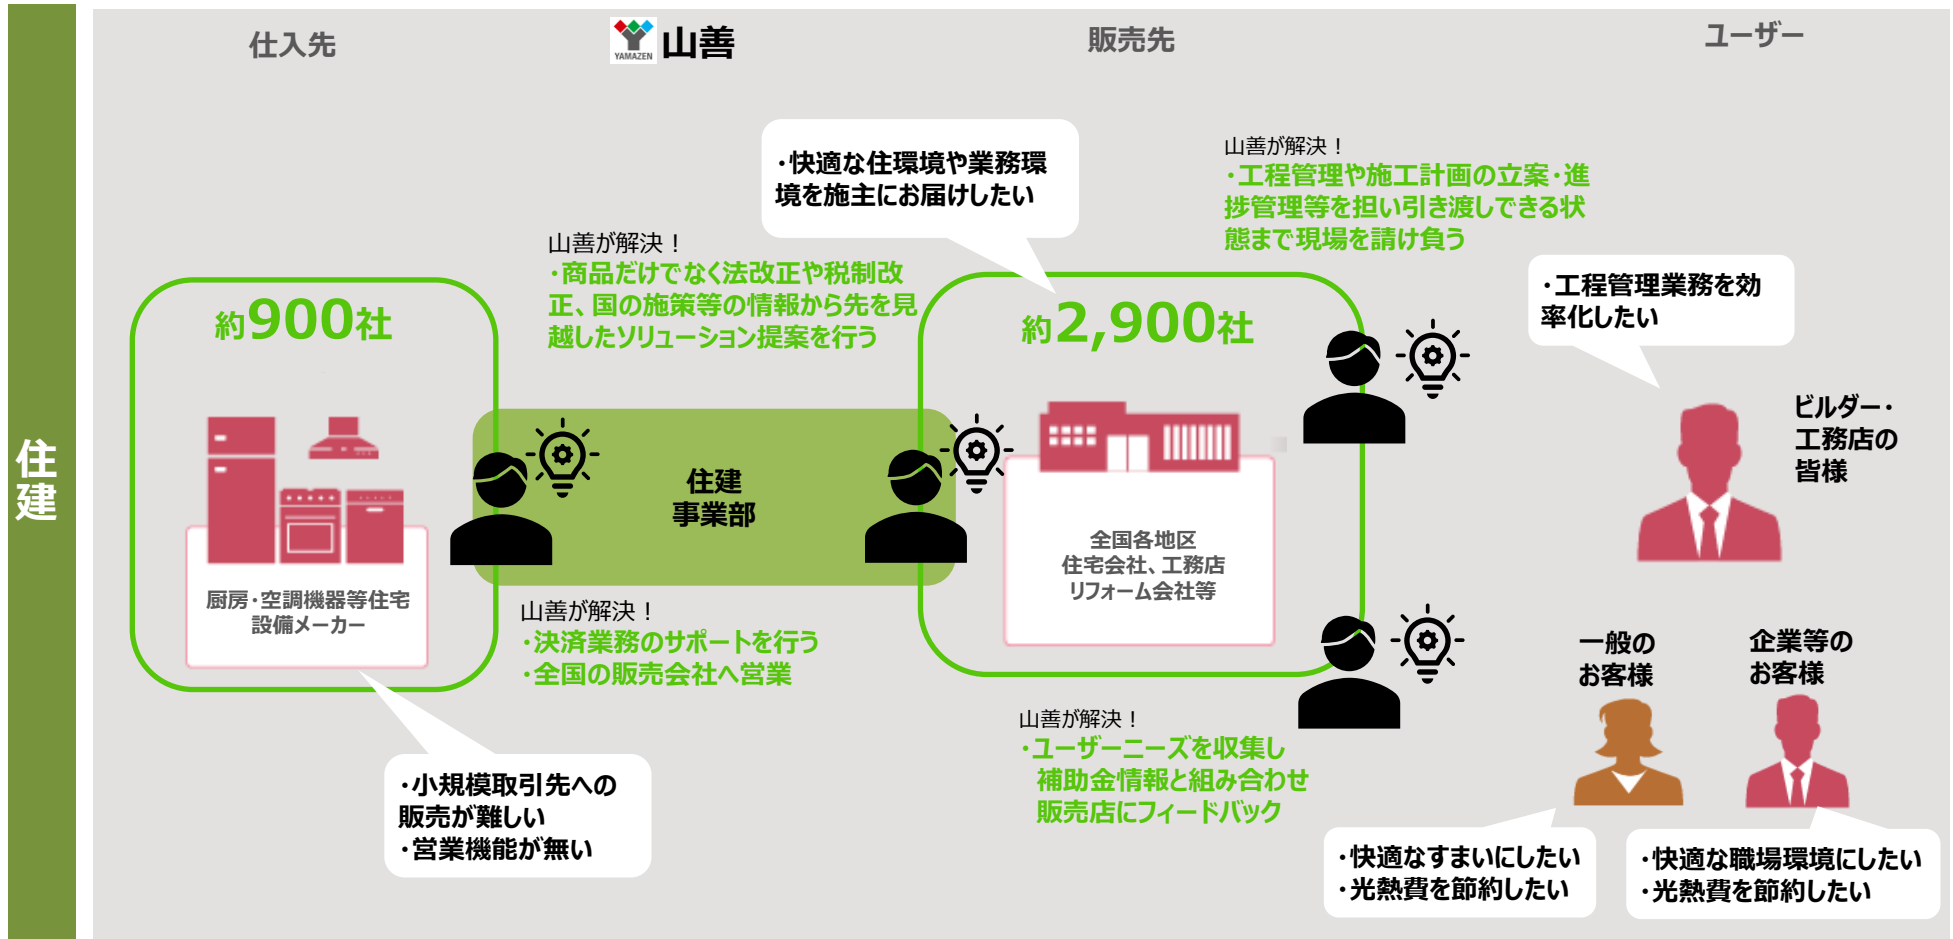 住建
仕入先
YAMAZEN
山善
販売先
ユーザー
・快適な住環境や業務環
境を施主にお届けしたい
山善が解決！
・工程管理や施工計画の立案・進
捗管理等を担い引き渡しできる状
態まで現場を請け負う
山善が解決！
・商品だけでなく法改正や税制改
正、国の施策等の情報から先を見
越したソリューション提案を行う
・工程管理業務を効
率化したい
約900社
約2,900社
ビルダー・
工務店の
皆様
住建
事業部
全国各地区
住宅会社、工務店
リフォーム会社等
厨房・空調機器等住宅
設備メーカー
山善が解決！
・決済業務のサポートを行う
・全国の販売会社へ営業
一般の
お客様
企業等の
お客様
山善が解決！
・ユーザーニーズを収集し
補助金情報と組み合わせ
販売店にフィードバック
・小規模取引先への
販売が難しい
・営業機能が無い
・快適なすまいにしたい
・光熱費を節約したい
・快適な職場環境にしたい
・光熱費を節約したい